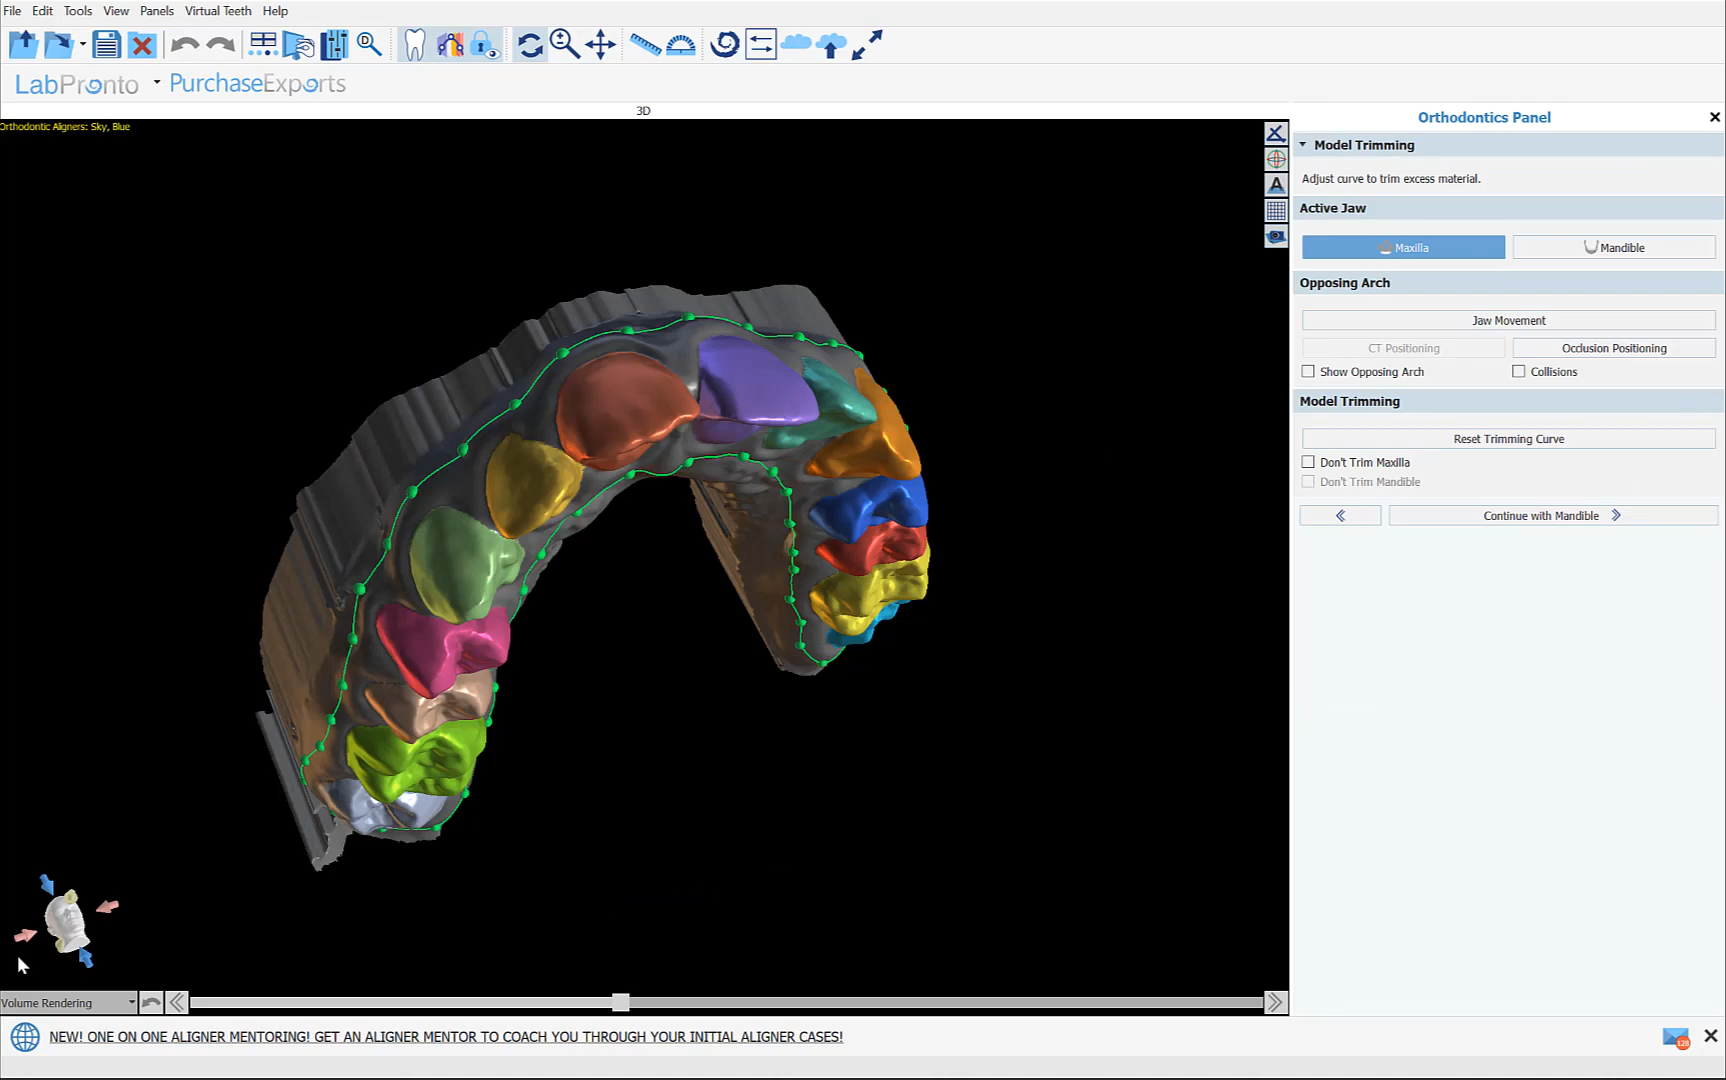 File Edit Tools View Panels Virtual Teeth Help
D
LabPronto PurchaseExports
3D
Orthodontic Aligners: Sky, Blue
A
Orthodontics Panel
Model Trimming
Adjust curve to trim excess material.
Active Jaw
Maxilla Mandible
Opposing Arch
Jaw Movement
CT Positioning Occlusion Positioning
Show Opposing Arch Collisions
Model Trimming
Reset Trimming Curve
Don't Trim Maxilla
Don't Trim Mandible
Continue with Mandible
Volume Rendering
NEW! ONE ON ONE ALIGNER MENTORING! GET AN ALIGNER MENTOR TO COACH YOU THROUGH YOUR INITIAL ALIGNER CASES!
128